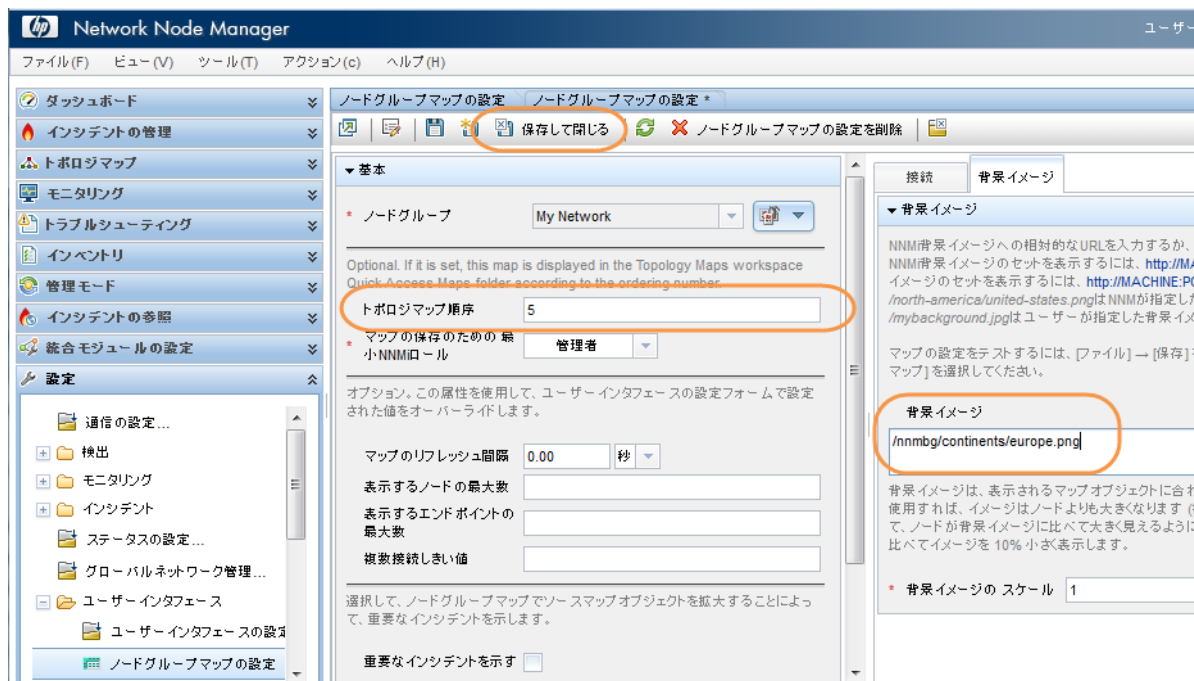 hp Network Node Manager
ユーザー
ファイル(F) ビュー(V) ツール(T) アクション(c) ヘルプ(H)
ダッシュボード
インシデントの管理
トポロジマップ
モニタリング
トラブルシューティング
インベントリ
管理モード
インシデントの参照
統合モジュールの設定
設定
通信の設定...
検出
モニタリング
インシデント
ステータスの設定...
グローバルネットワーク管理...
ユーザーインタフェース
ユーザーインタフェースの設定
ノードグループマップの設定
ノードグループマップの設定 ノードグループマップの設定 *
保存して閉じる ノードグループマップの設定を削除
▼基本
* ノードグループ My Network
Optional. If it is set, this map is displayed in the Topology Maps workspace
Quick Access Maps folder according to the ordering number.
トポロジマップ順序 5
* マップの保存のための 最
小NNMiロール 管理者
オプション。この属性を使用して、ユーザーインタフェースの設定フォームで設定
された値をオーバーライドします。
マップのリフレッシュ間隔 0.00 秒
表示するノードの最大数
表示するエンドポイントの
最大数
複数接続しきい値
選択して、ノードグループマップでソースマップオブジェクトを拡大することによっ
て、重要なインシデントを示します。
重要なインシデントを示す
接続 背景イメージ
▼背景イメージ
NNMi背景イメージへの相対的なURLを入力するか、
NNMi背景イメージのセットを表示するには、http://MA
イメージのセットを表示するには、http://MACHINE:PO
/north-america/united-states.pngはNNMが指定した
/mybackground.jpgはユーザーが指定した背景イメ
マップの設定をテストするには、[ファイル]→[保存]を
マップ]を選択してください。
背景イメージ
/nnmbg/continents/europe.png
背景イメージは、表示されるマップオブジェクトに合わ
使用すれば、イメージはノードよりも大きくなります
て、ノードが背景イメージに比べて大きく見えるように
比べてイメージを 10% 小さく表示します。
* 背景イメージの スケール 1